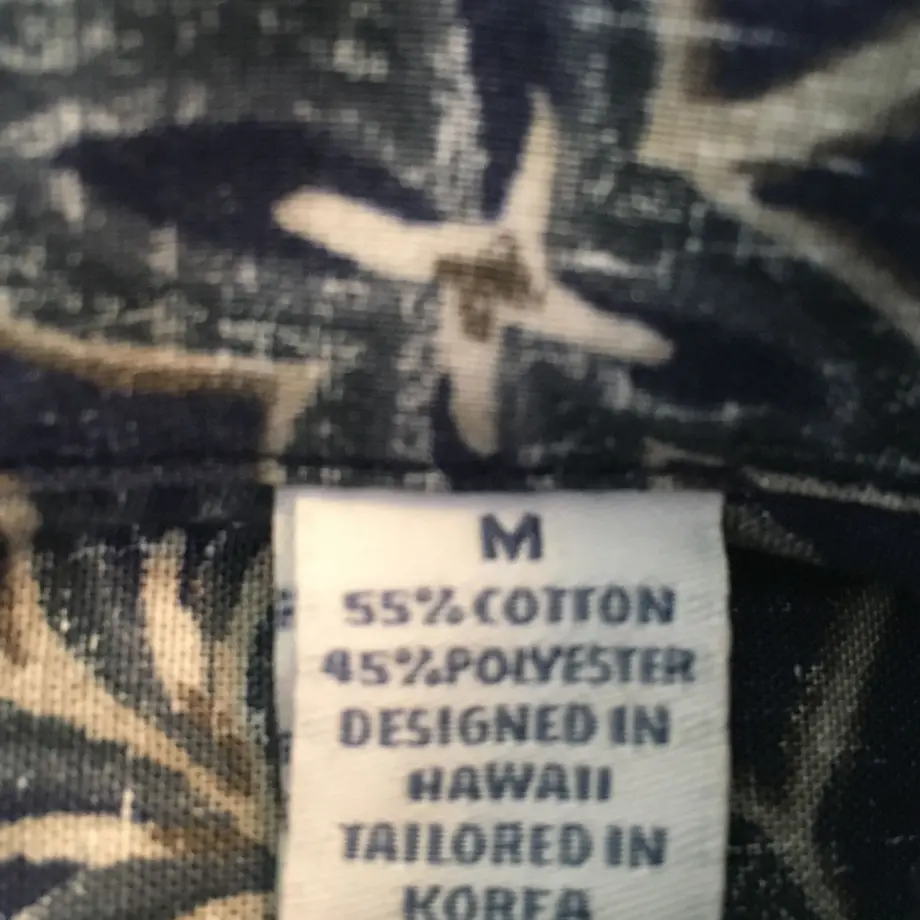 M
55%COTTON
45%POLYESTER
DESIGNED IN
HAWAII
TAILORED IN
KOREA